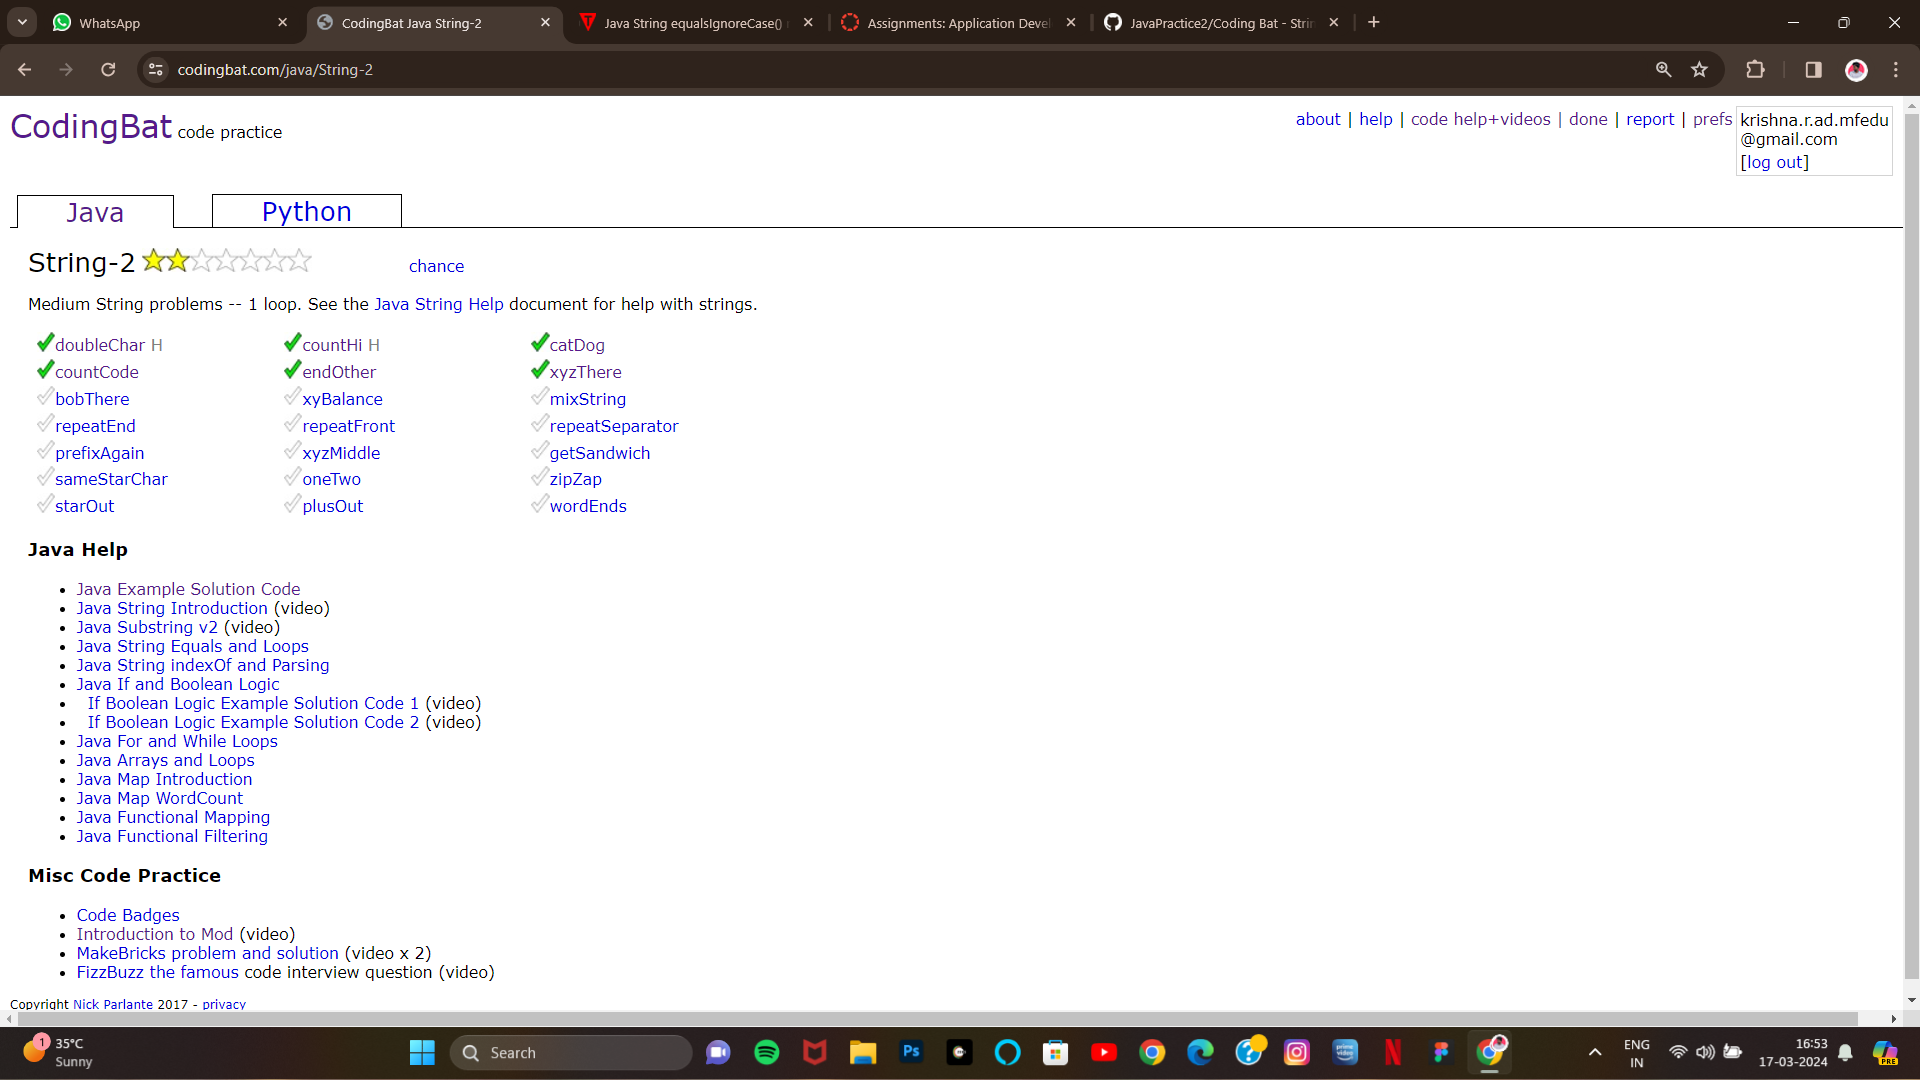 WhatsApp
CodingBat Java String-2
Java String equalsIgnoreCase()
Assignments: Application Devel
JavaPractice2/Coding Bat - Strin
codingbat.com/java/String-2
CodingBat code practice
about | help | code help+videos | done | report | prefs
krishna.r.ad.mfedu
@gmail.com
[log out]
Java
Python
String-2
chance
Medium String problems -- 1 loop. See the Java String Help document for help with strings.
doubleChar H countHi H catDog
countCode endOther xyzThere
bobThere xyBalance mixString
repeatEnd repeatFront repeatSeparator
prefixAgain xyzMiddle getSandwich
sameStarChar oneTwo zipZap
starOut plusOut wordEnds
Java Help
Java Example Solution Code
Java String Introduction (video)
Java Substring v2 (video)
Java String Equals and Loops
Java String indexOf and Parsing
Java If and Boolean Logic
If Boolean Logic Example Solution Code 1 (video)
If Boolean Logic Example Solution Code 2 (video)
Java For and While Loops
Java Arrays and Loops
Java Map Introduction
Java Map WordCount
Java Functional Mapping
Java Functional Filtering
Misc Code Practice
Code Badges
Introduction to Mod (video)
MakeBricks problem and solution (video x 2)
FizzBuzz the famous code interview question (video)
Copyright Nick Parlante 2017 - privacy
1
35°C
Sunny
Search
Ps
prime video
ENG
IN
16:53
17-03-2024
PRE